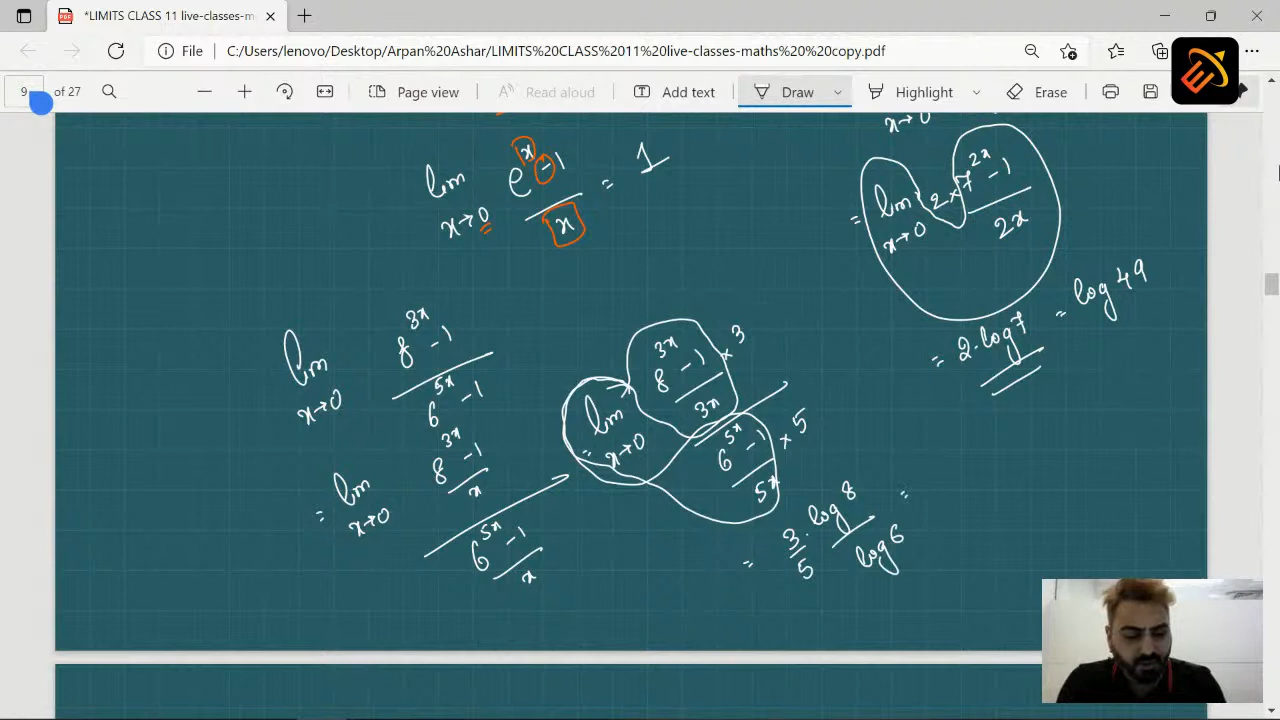 *LIMITS CLASS 11 live-classes-m
File C:/Users/lenovo/Desktop/Arpan%20Ashar/LIMITS%20CLASS%2011%20live-classes-maths%20%20copy.pdf
9 of 27 Page view Read aloud Add text Draw Highlight Erase
x→0
lim x→0 (e^x - 1)/x = 1
= lim x→0 2 × (7^2x - 1)/2x
= 2.log 7 = log 49
lim x→0 (8^3x - 1)/(6^5x - 1)
= lim x→0 ((8^3x - 1)/x)/((6^5x - 1)/x)
= lim x→0 ((8^3x - 1)/3x × 3)/((6^5x - 1)/5x × 5)
= 3/5 . log 8/log 6 =